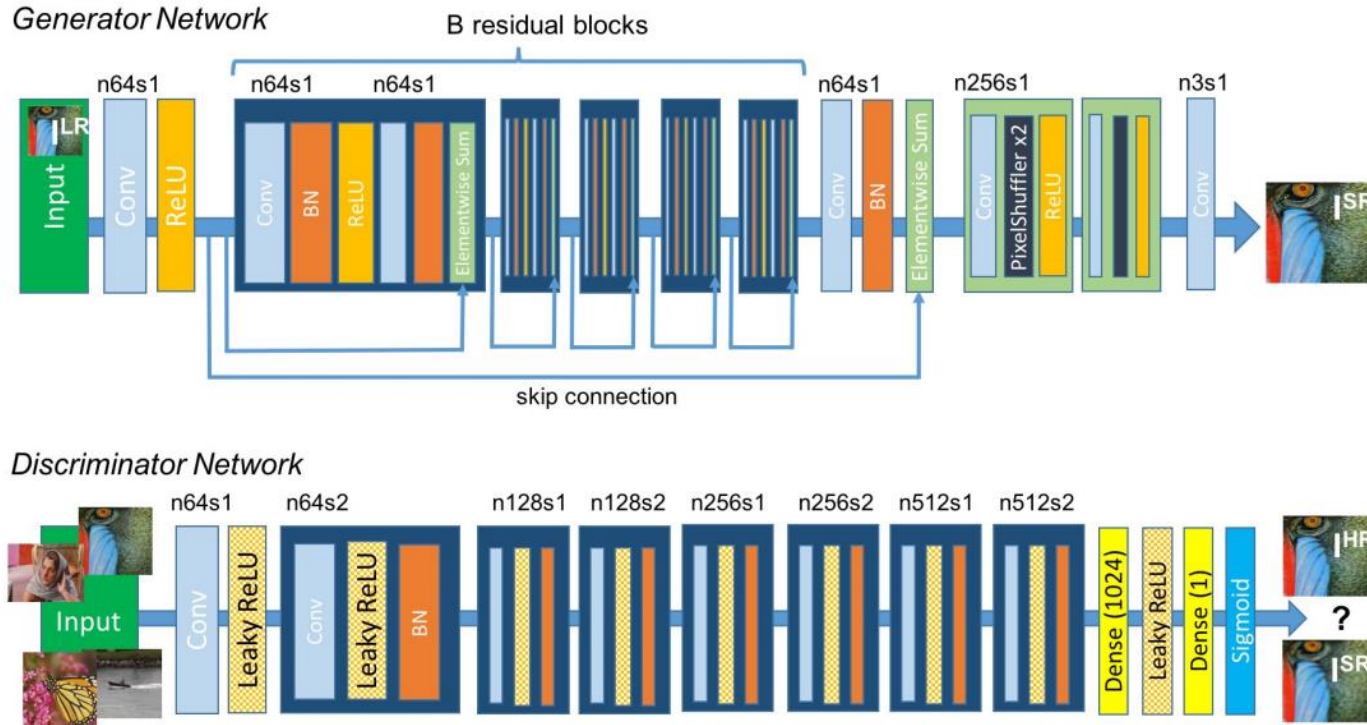 Generator Network
B residual blocks
n64s1
n64s1
n64s1
n64s1
n256s1
n3s1
I^LR
Input
Conv
ReLU
Conv
BN
ReLU
Elementwise Sum
Conv
BN
Elementwise Sum
Conv
PixelShuffler x2
ReLU
Conv
I^SR
skip connection
Discriminator Network
n64s1
n64s2
n128s1
n128s2
n256s1
n256s2
n512s1
n512s2
Input
Conv
Leaky ReLU
Conv
Leaky ReLU
BN
Dense (1024)
Leaky ReLU
Dense (1)
Sigmoid
I^HR
?
I^SR